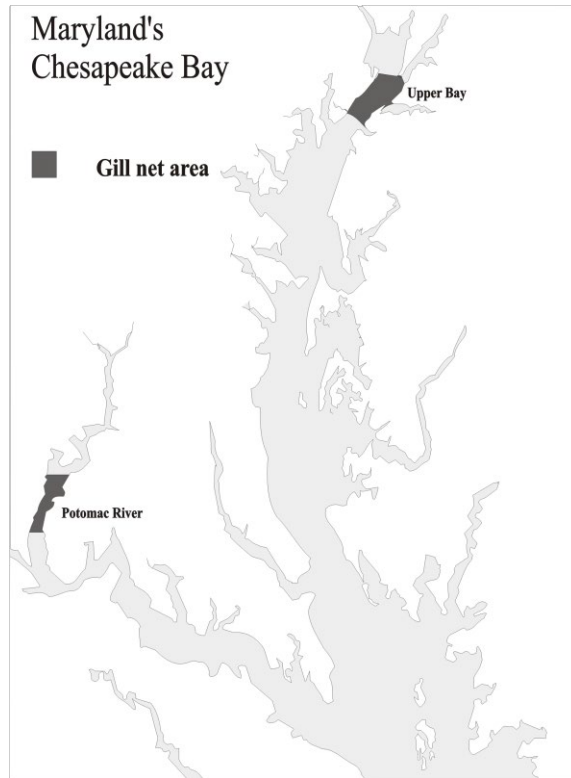 Maryland's
Chesapeake Bay
Upper Bay
Gill net area
Potomac River